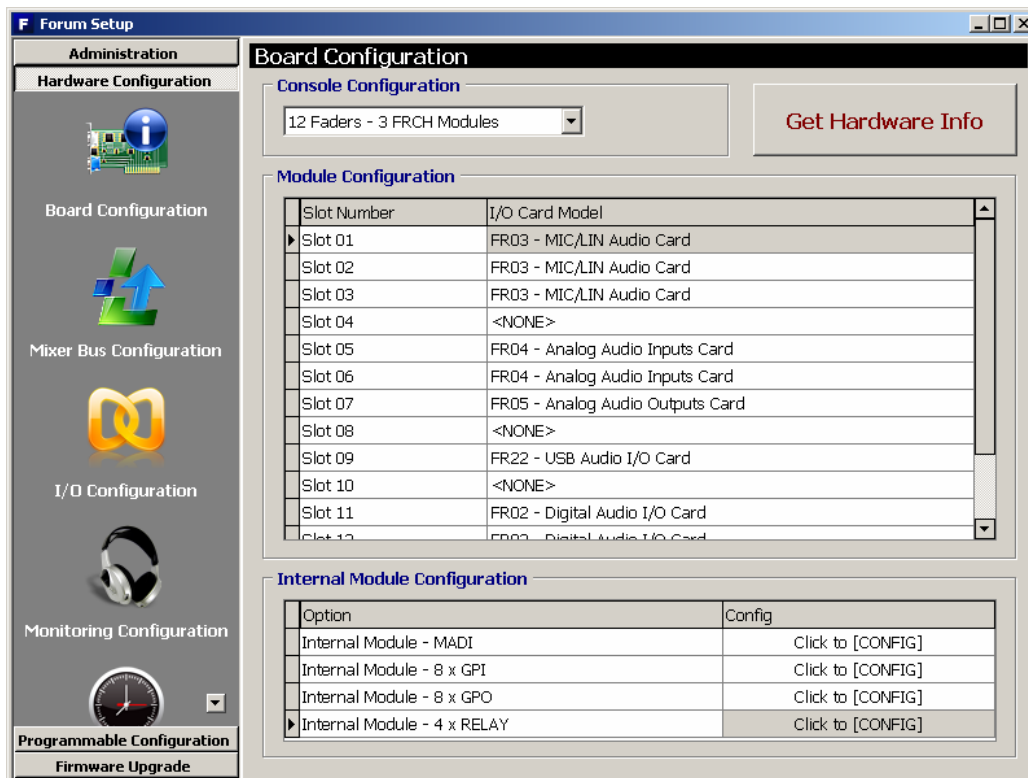 F Forum Setup
Administration
Hardware Configuration
Board Configuration
Mixer Bus Configuration
I/O Configuration
Monitoring Configuration
Programmable Configuration
Firmware Upgrade
Board Configuration
Console Configuration
12 Faders - 3 FRCH Modules
Get Hardware Info
Module Configuration
Slot Number I/O Card Model
Slot 01 FR03 - MIC/LIN Audio Card
Slot 02 FR03 - MIC/LIN Audio Card
Slot 03 FR03 - MIC/LIN Audio Card
Slot 04 <NONE>
Slot 05 FR04 - Analog Audio Inputs Card
Slot 06 FR04 - Analog Audio Inputs Card
Slot 07 FR05 - Analog Audio Outputs Card
Slot 08 <NONE>
Slot 09 FR22 - USB Audio I/O Card
Slot 10 <NONE>
Slot 11 FR02 - Digital Audio I/O Card
Slot 12 FR02 - Digital Audio I/O Card
Internal Module Configuration
Option Config
Internal Module - MADI Click to [CONFIG]
Internal Module - 8 x GPI Click to [CONFIG]
Internal Module - 8 x GPO Click to [CONFIG]
Internal Module - 4 x RELAY Click to [CONFIG]